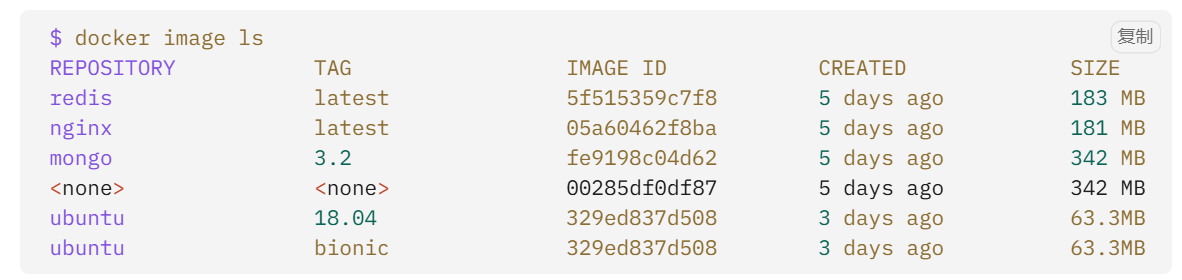 $ docker image ls
复制
REPOSITORY TAG IMAGE ID CREATED SIZE
redis latest 5f515359c7f8 5 days ago 183 MB
nginx latest 05a60462f8ba 5 days ago 181 MB
mongo 3.2 fe9198c04d62 5 days ago 342 MB
<none> <none> 00285df0df87 5 days ago 342 MB
ubuntu 18.04 329ed837d508 3 days ago 63.3MB
ubuntu bionic 329ed837d508 3 days ago 63.3MB